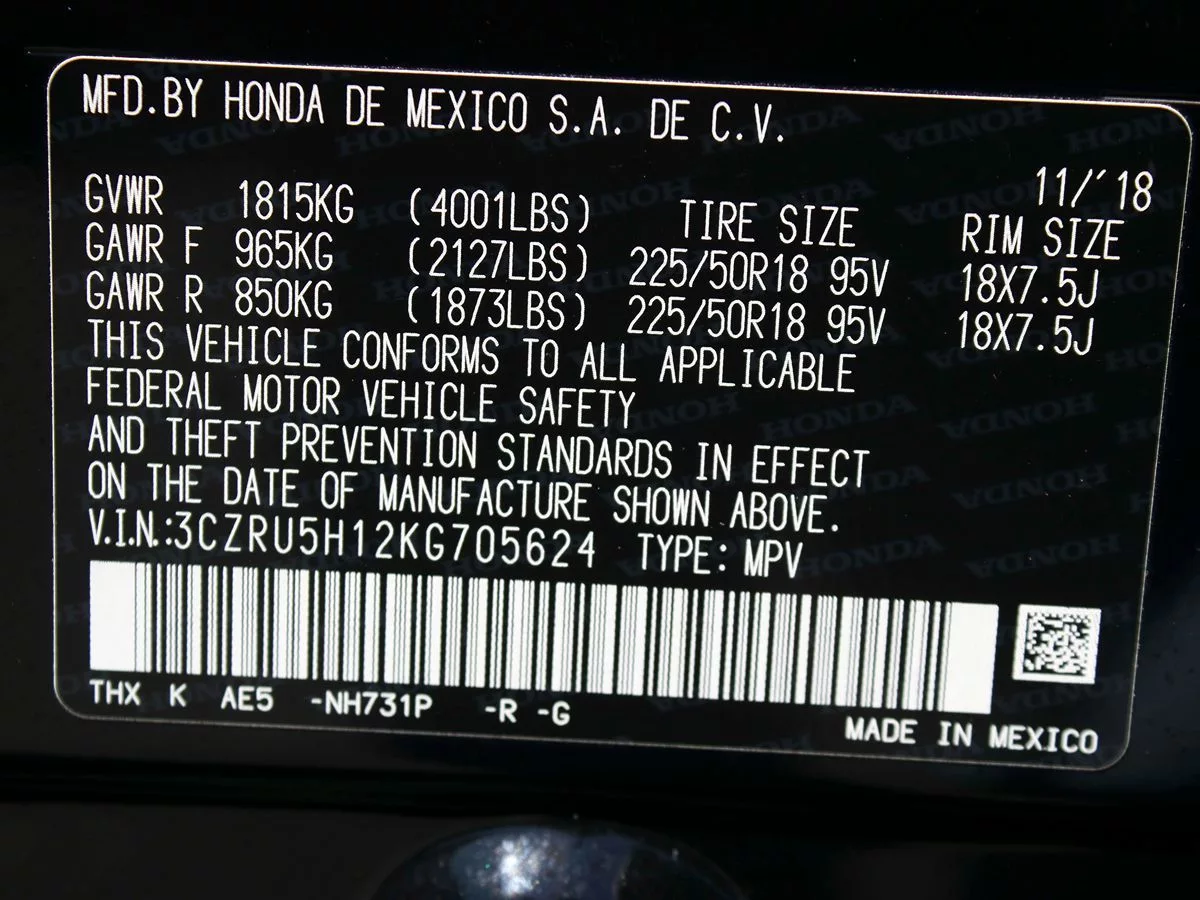 MFD.BY HONDA DE MEXICO S.A. DE C.V.
11/´18
GVWR 1815KG (4001LBS) TIRE SIZE RIM SIZE
GAWR F 965KG (2127LBS) 225/50R18 95V 18X7.5J
GAWR R 850KG (1873LBS) 225/50R18 95V 18X7.5J
THIS VEHICLE CONFORMS TO ALL APPLICABLE
FEDERAL MOTOR VEHICLE SAFETY
AND THEFT PREVENTION STANDARDS IN EFFECT
ON THE DATE OF MANUFACTURE SHOWN ABOVE.
V.I.N.:3CZRU5H12KG705624 TYPE: MPV
THX K AE5 -NH731P -R -G
MADE IN MEXICO